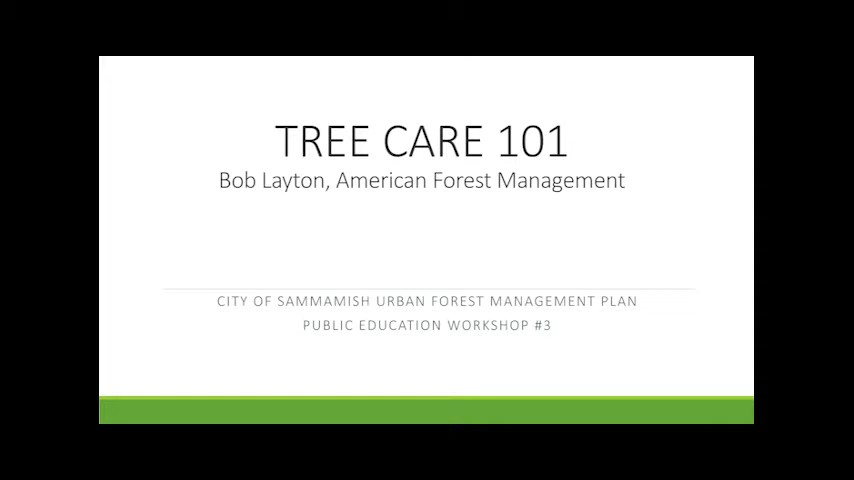 TREE CARE 101
Bob Layton, American Forest Management
CITY OF SAMMAMISH URBAN FOREST MANAGEMENT PLAN
PUBLIC EDUCATION WORKSHOP #3